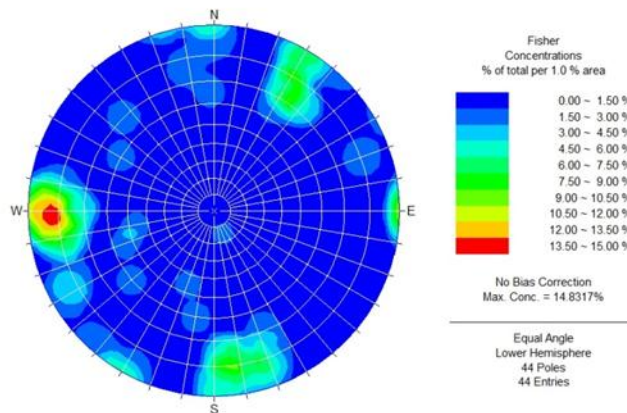 N
W
E
S
Fisher
Concentrations
% of total per 1.0 % area
0.00 ~ 1.50 %
1.50 ~ 3.00 %
3.00 ~ 4.50 %
4.50 ~ 6.00 %
6.00 ~ 7.50 %
7.50 ~ 9.00 %
9.00 ~ 10.50 %
10.50 ~ 12.00 %
12.00 ~ 13.50 %
13.50 ~ 15.00 %
No Bias Correction
Max. Conc. = 14.8317%
Equal Angle
Lower Hemisphere
44 Poles
44 Entries